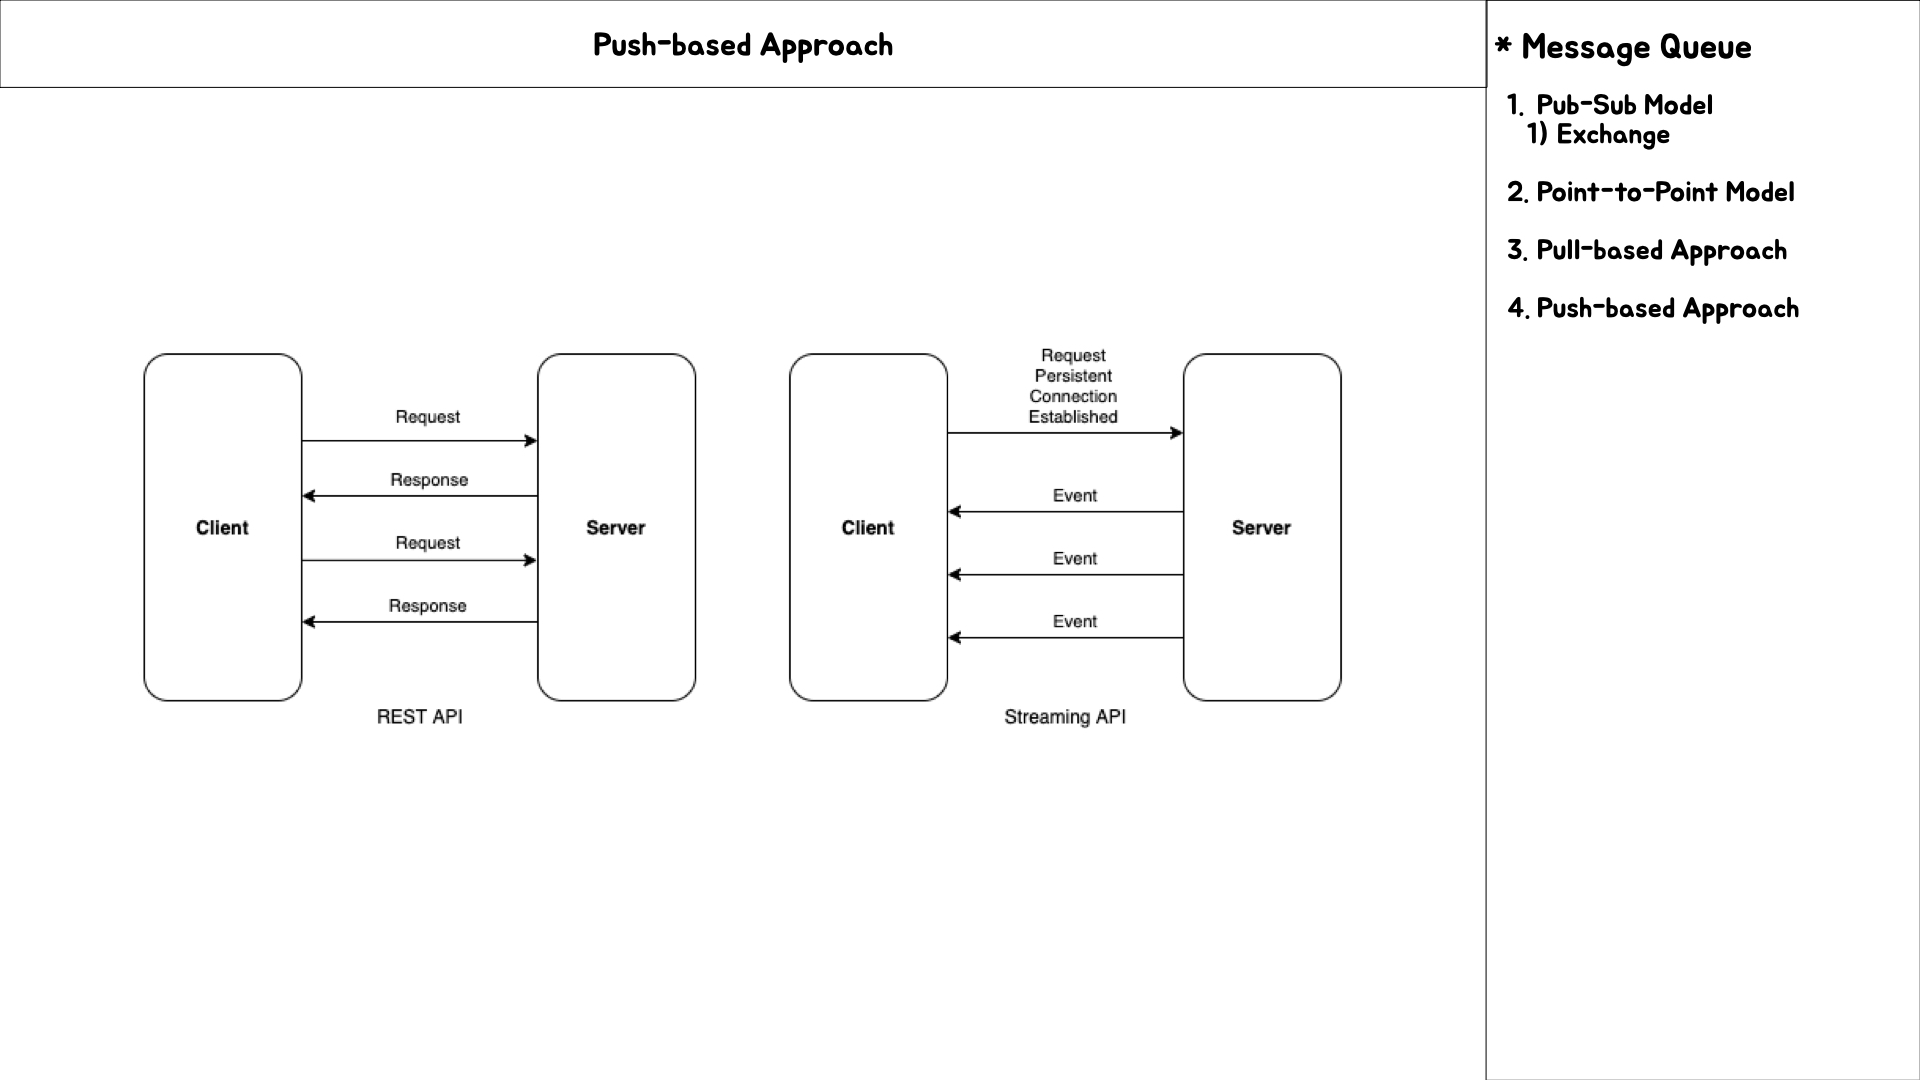 Push-based Approach
* Message Queue
1. Pub-Sub Model
1) Exchange
2. Point-to-Point Model
3. Pull-based Approach
4. Push-based Approach
Client
Request
Response
Request
Response
Server
REST API
Client
Request
Persistent
Connection
Established
Event
Event
Event
Server
Streaming API